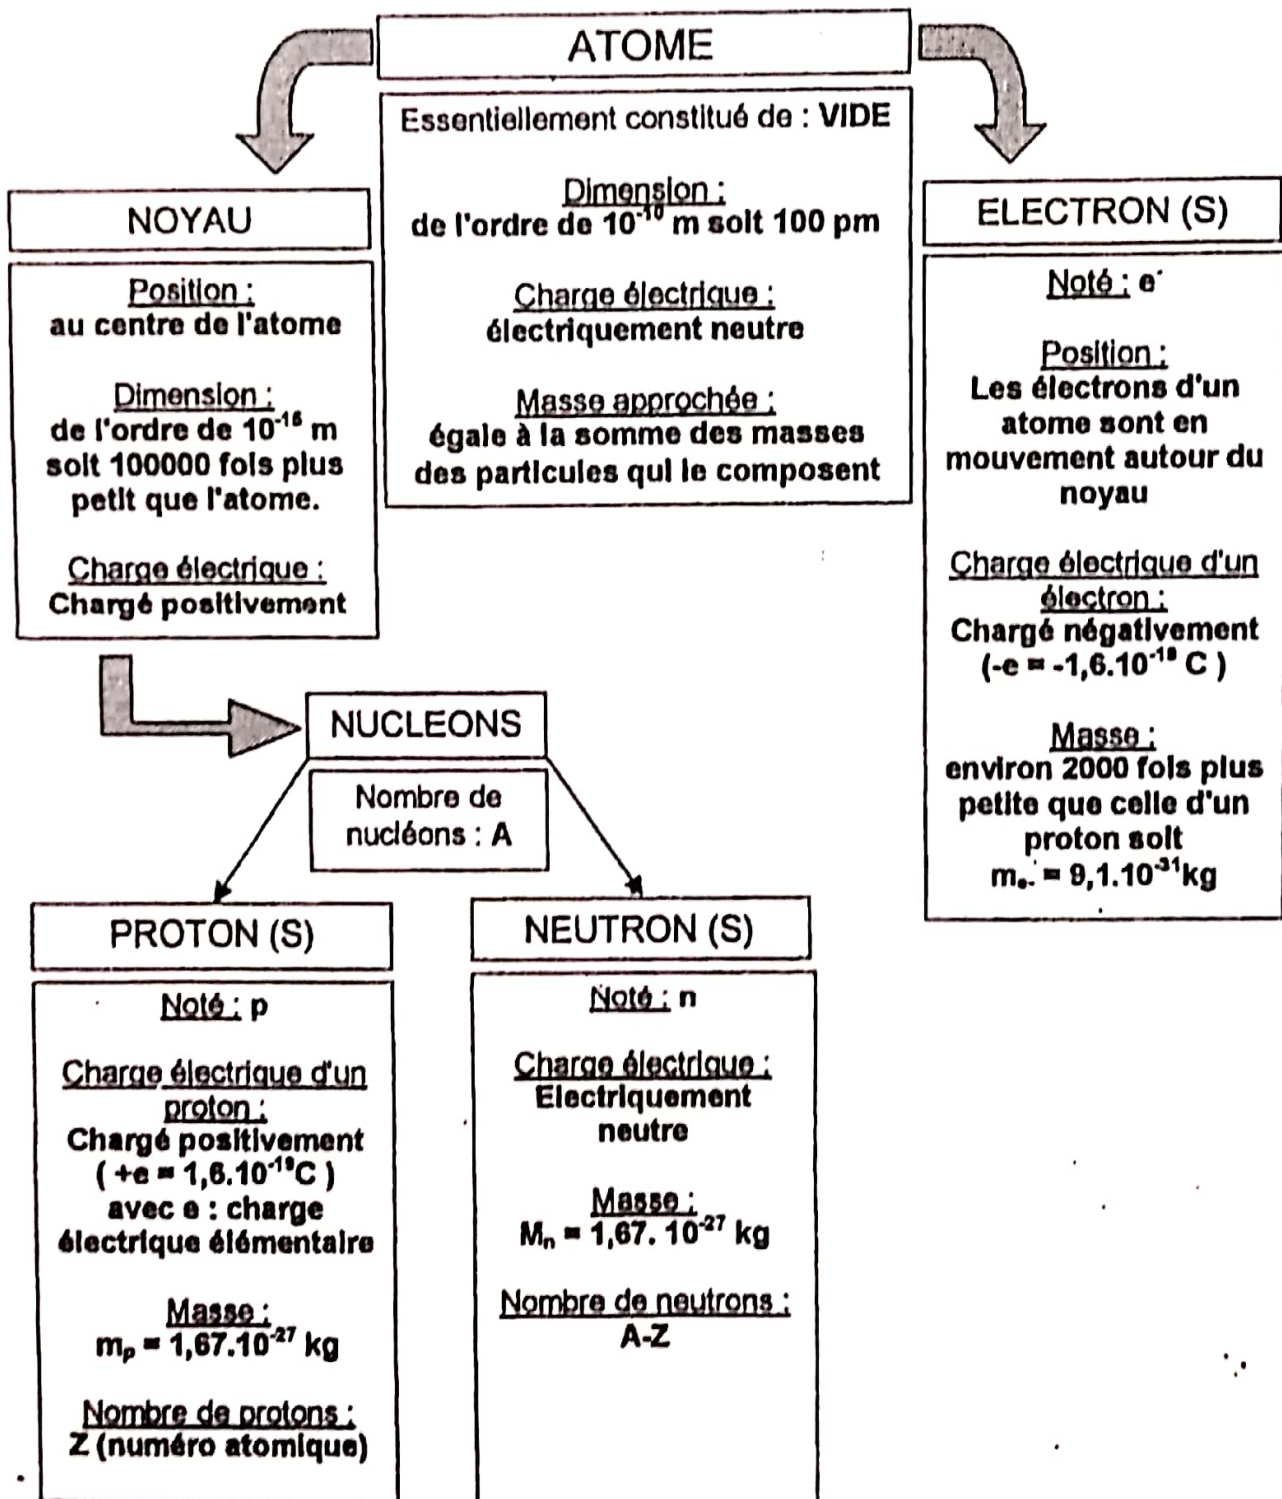 ATOME
Essentiellement constitué de : VIDE
Dimension :
de l'ordre de 10⁻¹⁰ m soit 100 pm
Charge électrique :
électriquement neutre
Masse approchée :
égale à la somme des masses
des particules qui le composent
NOYAU
Position :
au centre de l'atome
Dimension :
de l'ordre de 10⁻¹⁵ m
soit 100000 fois plus
petit que l'atome.
Charge électrique :
Chargé positivement
ELECTRON (S)
Noté : e⁻
Position :
Les électrons d'un
atome sont en
mouvement autour du
noyau
Charge électrique d'un
électron :
Chargé négativement
(-e = -1,6.10⁻¹⁹ C )
Masse :
environ 2000 fois plus
petite que celle d'un
proton soit
mₑ- = 9,1.10⁻³¹kg
NUCLEONS
Nombre de
nucléons : A
PROTON (S)
Noté : p
Charge électrique d'un
proton :
Chargé positivement
( +e = 1,6.10⁻¹⁹C )
avec e : charge
électrique élémentaire
Masse :
mₚ = 1,67.10⁻²⁷ kg
Nombre de protons :
Z (numéro atomique)
NEUTRON (S)
Noté : n
Charge électrique :
Electriquement
neutre
Masse :
Mₙ = 1,67. 10⁻²⁷ kg
Nombre de neutrons :
A-Z